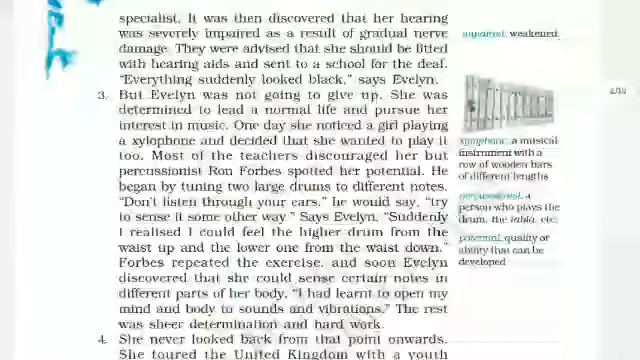 specialist. It was then discovered that her hearing
was severely impaired as a result of gradual nerve
damage. They were advised that she should be fitted
with hearing aids and sent to a school for the deaf.
“Everything suddenly looked black,” says Evelyn.
3. But Evelyn was not going to give up. She was
determined to lead a normal life and pursue her
interest in music. One day she noticed a girl playing
a xylophone and decided that she wanted to play it
too. Most of the teachers discouraged her but
percussionist Ron Forbes spotted her potential. He
began by tuning two large drums to different notes.
“Don't listen through your ears,” he would say, “try
to sense it some other way.” Says Evelyn, “Suddenly
I realised I could feel the higher drum from the
waist up and the lower one from the waist down.”
Forbes repeated the exercise, and soon Evelyn
discovered that she could sense certain notes in
different parts of her body. “I had learnt to open my
mind and body to sounds and vibrations.” The rest
was sheer determination and hard work.
4. She never looked back from that point onwards.
She toured the United Kingdom with a youth
impaired: weakened
xylophone: a musical
instrument with a
row of wooden bars
of different lengths
percussionist: a
person who plays the
drum, the tabla, etc.
potential: quality or
ability that can be
developed